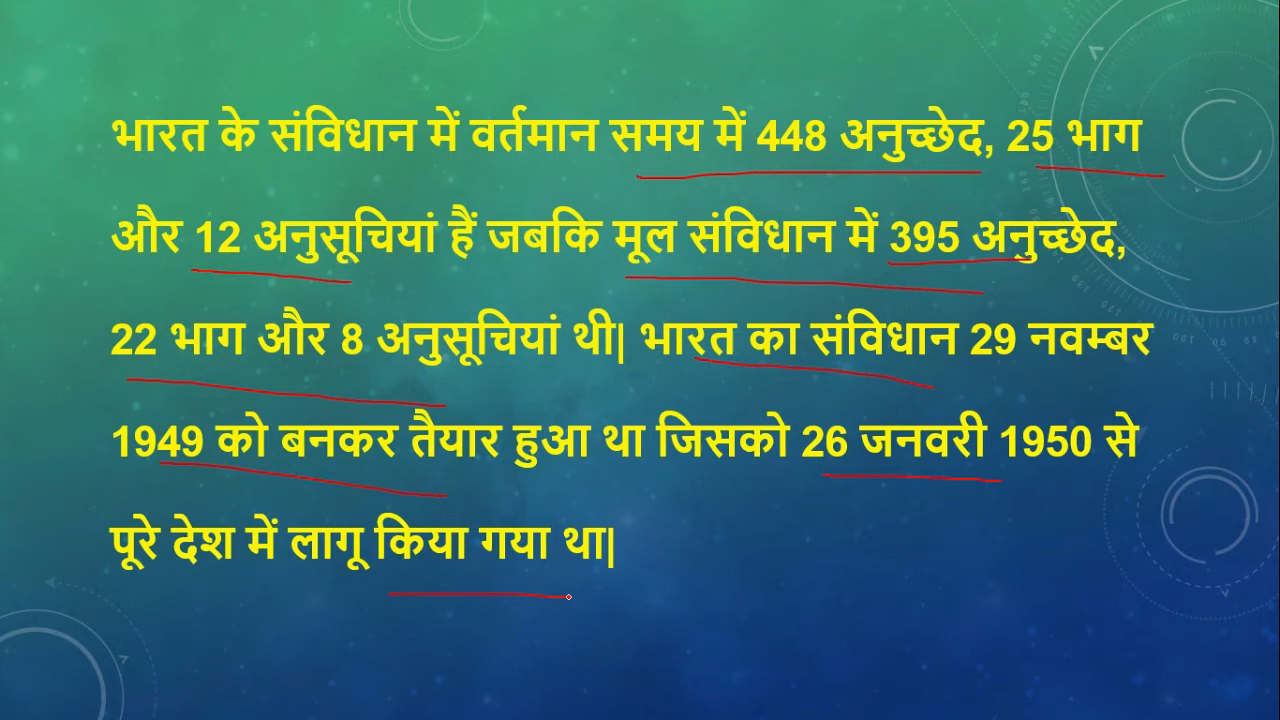 भारत के संविधान में वर्तमान समय में 448 अनुच्छेद, 25 भाग
और 12 अनुसूचियां हैं जबकि मूल संविधान में 395 अनुच्छेद,
22 भाग और 8 अनुसूचियां थी| भारत का संविधान 29 नवम्बर
1949 को बनकर तैयार हुआ था जिसको 26 जनवरी 1950 से
पूरे देश में लागू किया गया था|